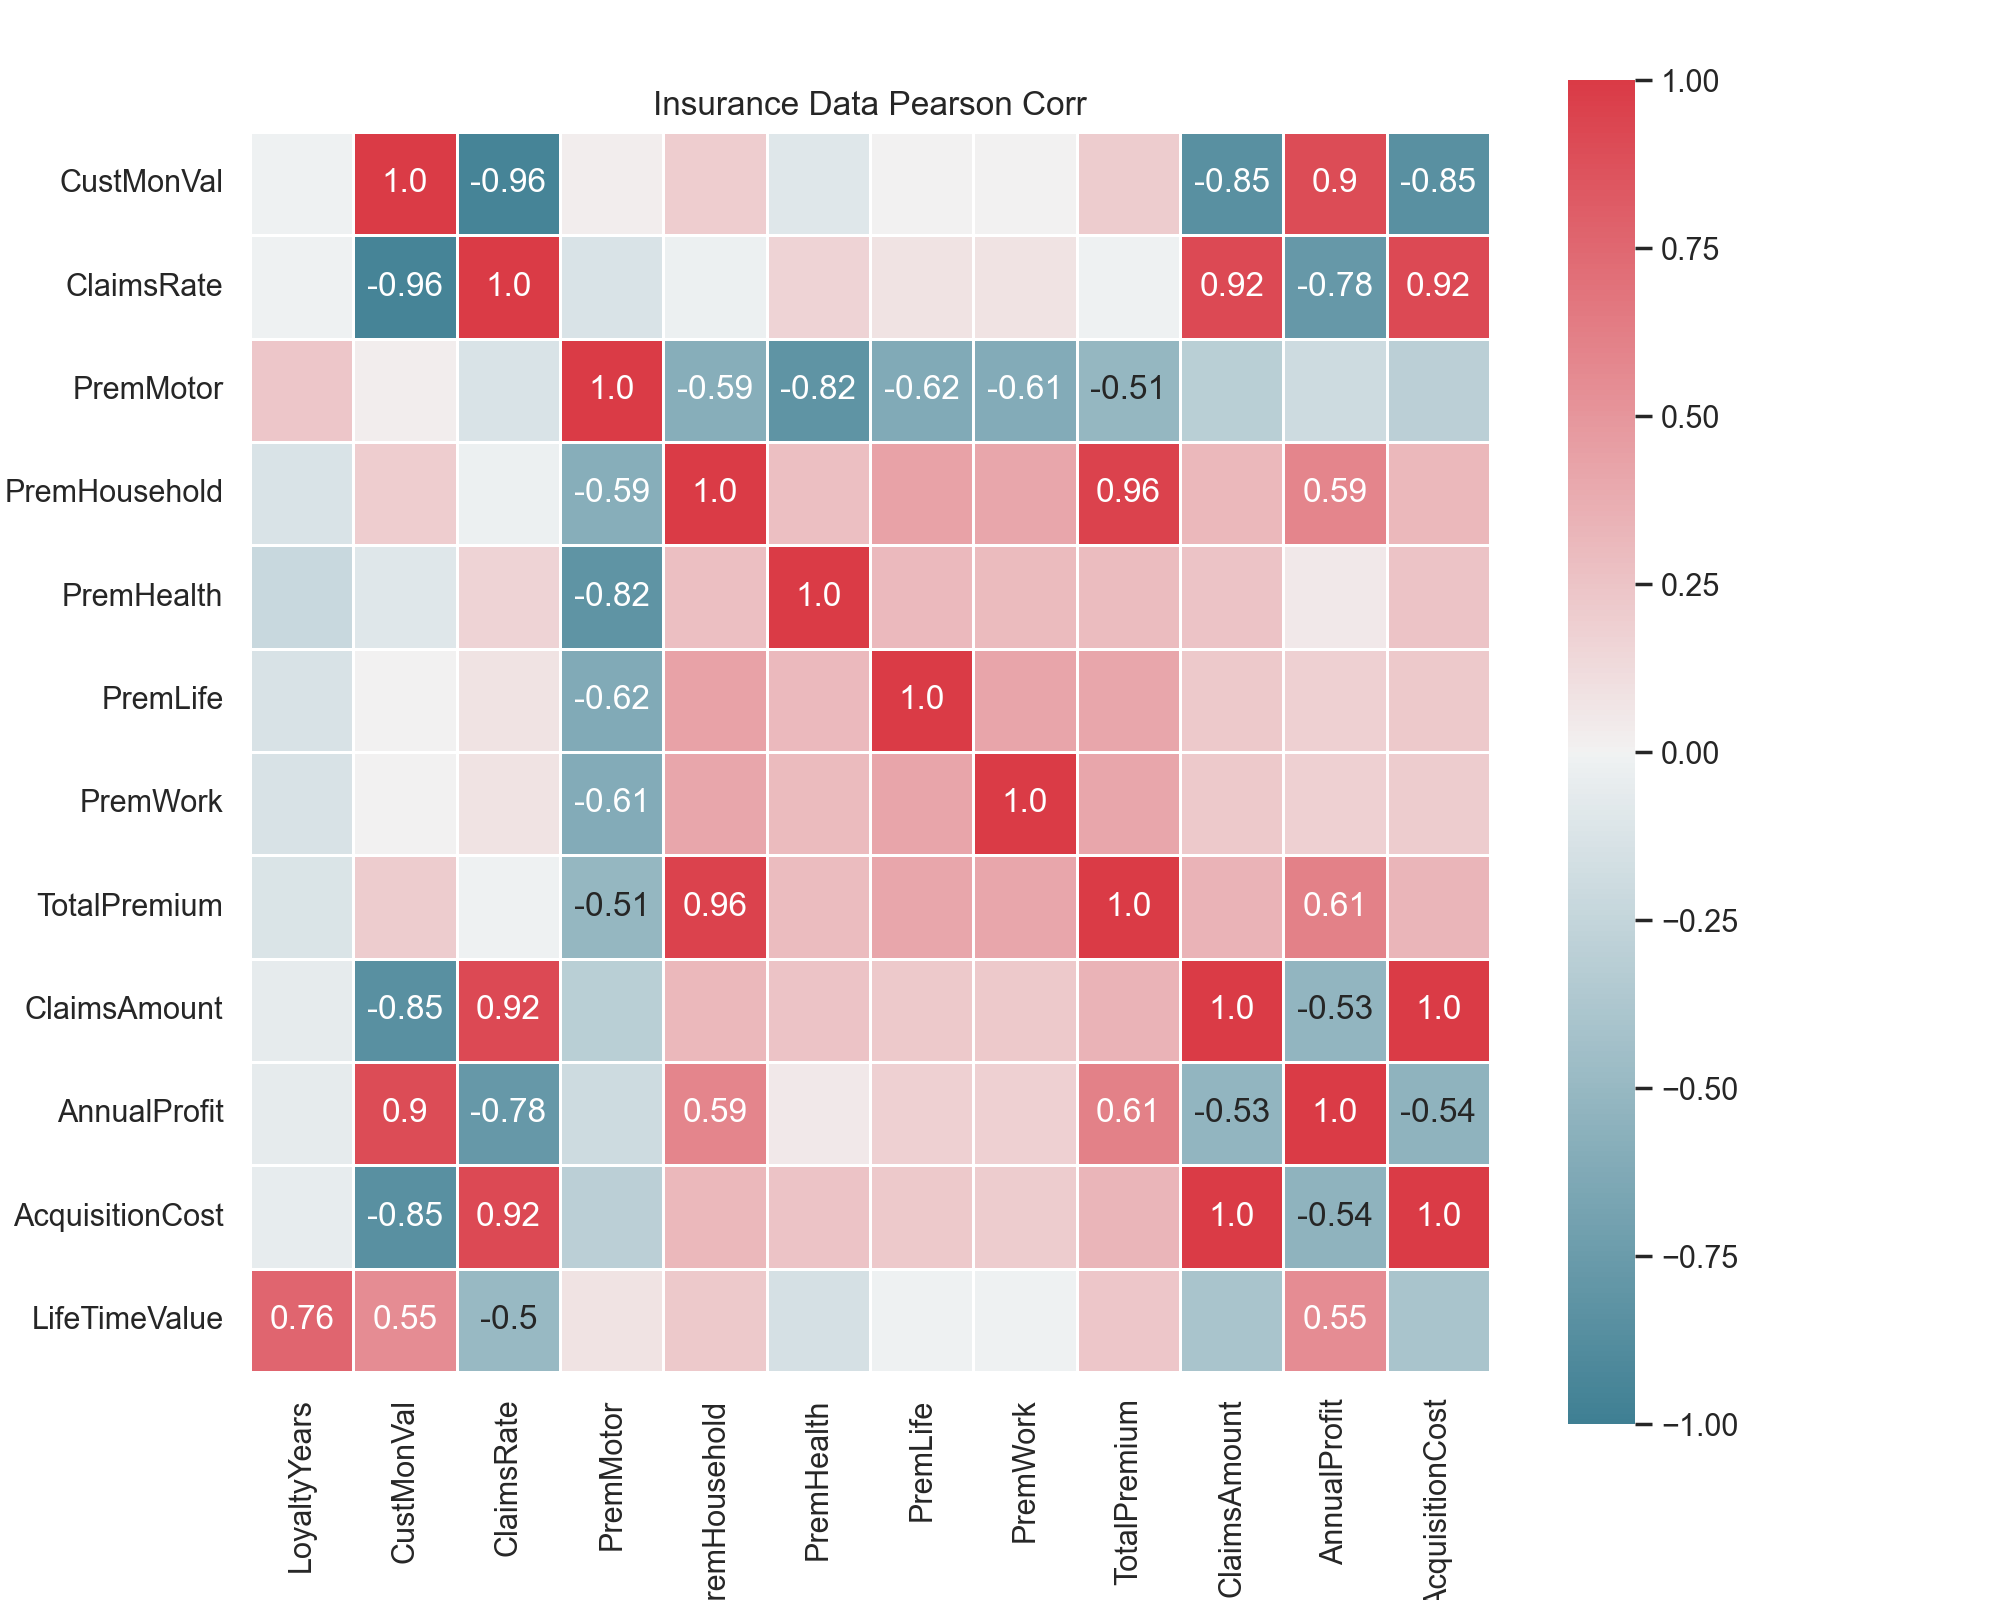 Insurance Data Pearson Corr
CustMonVal 1.0 -0.96 -0.85 0.9 -0.85
ClaimsRate -0.96 1.0 0.92 -0.78 0.92
PremMotor 1.0 -0.59 -0.82 -0.62 -0.61 -0.51
PremHousehold -0.59 1.0 0.96 0.59
PremHealth -0.82 1.0
PremLife -0.62 1.0
PremWork -0.61 1.0
TotalPremium -0.51 0.96 1.0 0.61
ClaimsAmount -0.85 0.92 1.0 -0.53 1.0
AnnualProfit 0.9 -0.78 0.59 0.61 -0.53 1.0 -0.54
AcquisitionCost -0.85 0.92 1.0 -0.54 1.0
LifeTimeValue 0.76 0.55 -0.5 0.55
LoyaltyYears
CustMonVal
ClaimsRate
PremMotor
remHousehold
PremHealth
PremLife
PremWork
TotalPremium
ClaimsAmount
AnnualProfit
AcquisitionCost
1.00
0.75
0.50
0.25
0.00
−0.25
−0.50
−0.75
−1.00